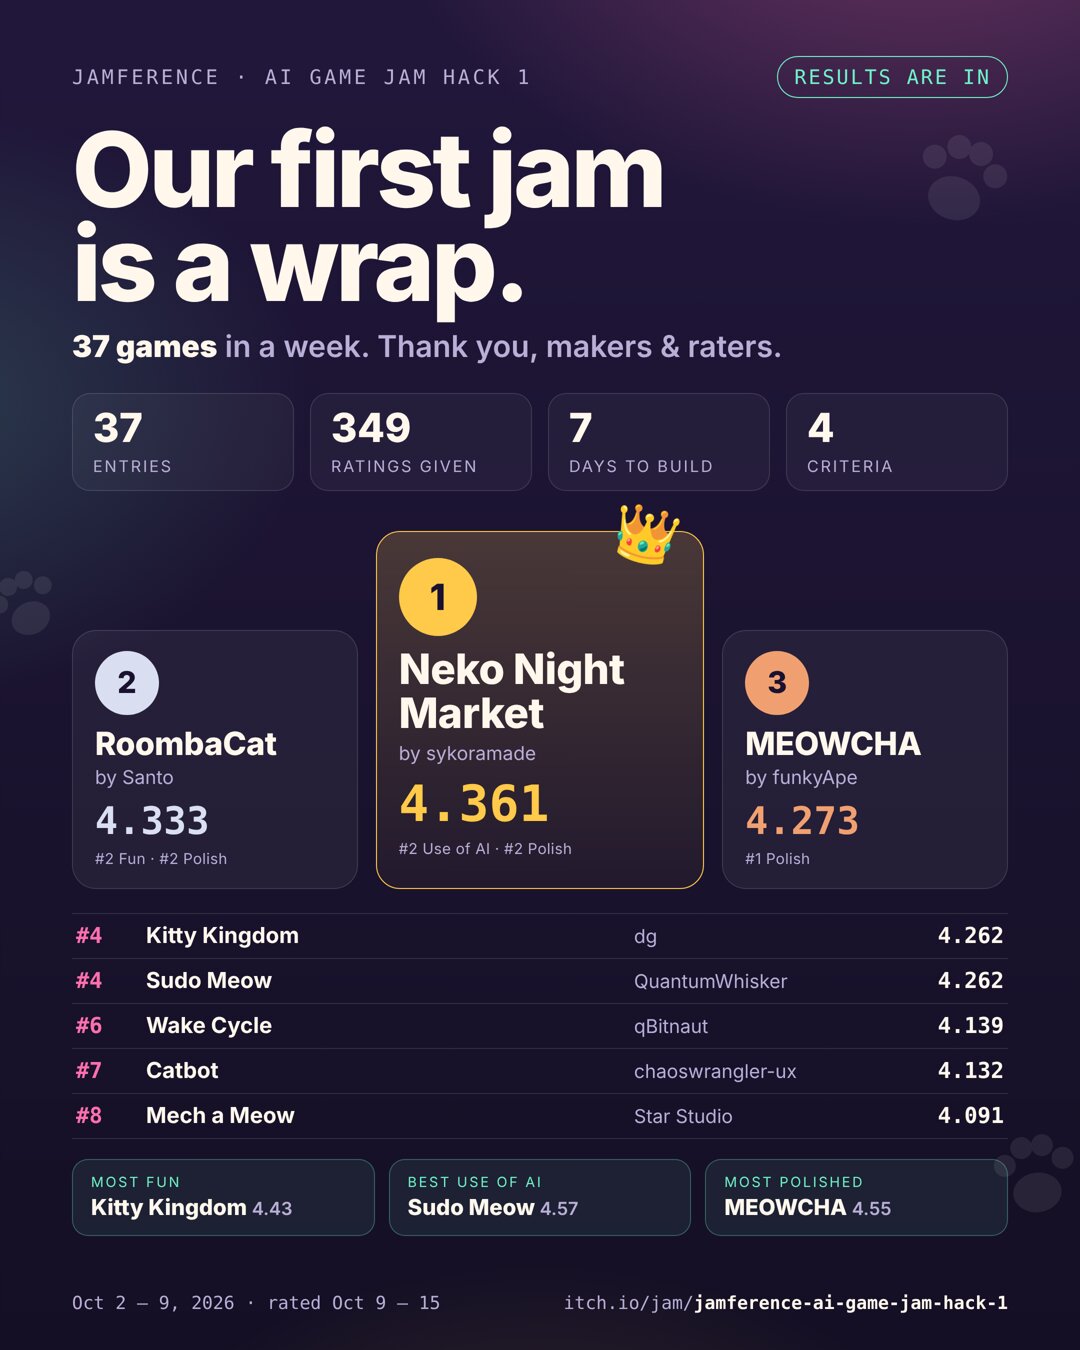 JAMFERENCE · AI GAME JAM HACK 1
RESULTS ARE IN
Our first jam
is a wrap.
37 games in a week. Thank you, makers & raters.
37
ENTRIES
349
RATINGS GIVEN
7
DAYS TO BUILD
4
CRITERIA
1
Neko Night
Market
by sykoramade
4.361
#2 Use of AI · #2 Polish
2
RoombaCat
by Santo
4.333
#2 Fun · #2 Polish
3
MEOWCHA
by funkyApe
4.273
#1 Polish
#4 Kitty Kingdom dg 4.262
#4 Sudo Meow QuantumWhisker 4.262
#6 Wake Cycle qBitnaut 4.139
#7 Catbot chaoswrangler-ux 4.132
#8 Mech a Meow Star Studio 4.091
MOST FUN
Kitty Kingdom 4.43
BEST USE OF AI
Sudo Meow 4.57
MOST POLISHED
MEOWCHA 4.55
Oct 2 – 9, 2026 · rated Oct 9 – 15
itch.io/jam/jamference-ai-game-jam-hack-1